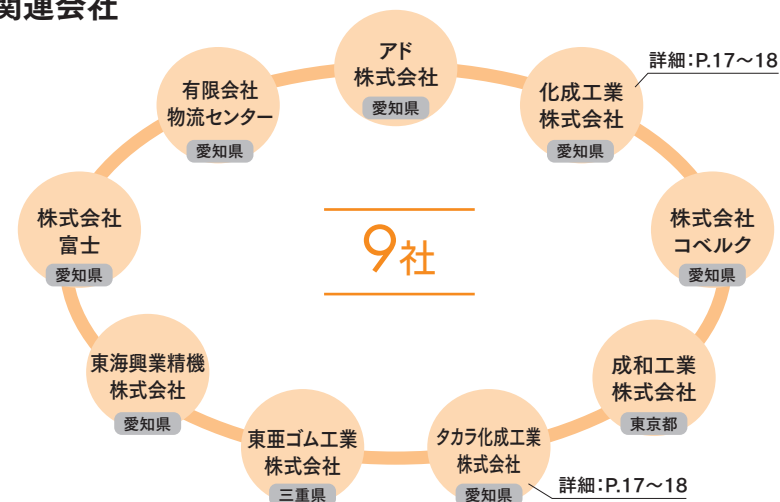 関連会社
アド
株式会社
愛知県
詳細:P.17〜18
化成工業
株式会社
愛知県
株式会社
コベルク
愛知県
成和工業
株式会社
東京都
タカラ化成工業
株式会社
愛知県
詳細:P.17〜18
東亜ゴム工業
株式会社
三重県
東海興業精機
株式会社
愛知県
株式会社
富士
愛知県
有限会社
物流センター
愛知県
9社